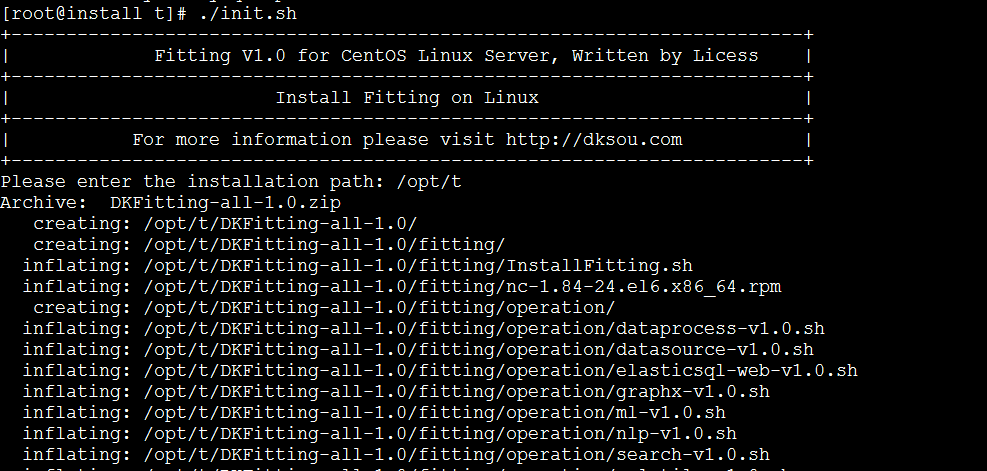 [root@install t]# ./init.sh
+------------------------------------------------------------------------+
|             Fitting V1.0 for CentOS Linux Server, Written by Licess    |
+------------------------------------------------------------------------+
|                        Install Fitting on Linux                        |
+------------------------------------------------------------------------+
|           For more information please visit http://dksou.com           |
+------------------------------------------------------------------------+
Please enter the installation path: /opt/t
Archive:  DKFitting-all-1.0.zip
   creating: /opt/t/DKFitting-all-1.0/
   creating: /opt/t/DKFitting-all-1.0/fitting/
  inflating: /opt/t/DKFitting-all-1.0/fitting/InstallFitting.sh
  inflating: /opt/t/DKFitting-all-1.0/fitting/nc-1.84-24.el6.x86_64.rpm
   creating: /opt/t/DKFitting-all-1.0/fitting/operation/
  inflating: /opt/t/DKFitting-all-1.0/fitting/operation/dataprocess-v1.0.sh
  inflating: /opt/t/DKFitting-all-1.0/fitting/operation/datasource-v1.0.sh
  inflating: /opt/t/DKFitting-all-1.0/fitting/operation/elasticsql-web-v1.0.sh
  inflating: /opt/t/DKFitting-all-1.0/fitting/operation/graphx-v1.0.sh
  inflating: /opt/t/DKFitting-all-1.0/fitting/operation/ml-v1.0.sh
  inflating: /opt/t/DKFitting-all-1.0/fitting/operation/nlp-v1.0.sh
  inflating: /opt/t/DKFitting-all-1.0/fitting/operation/search-v1.0.sh